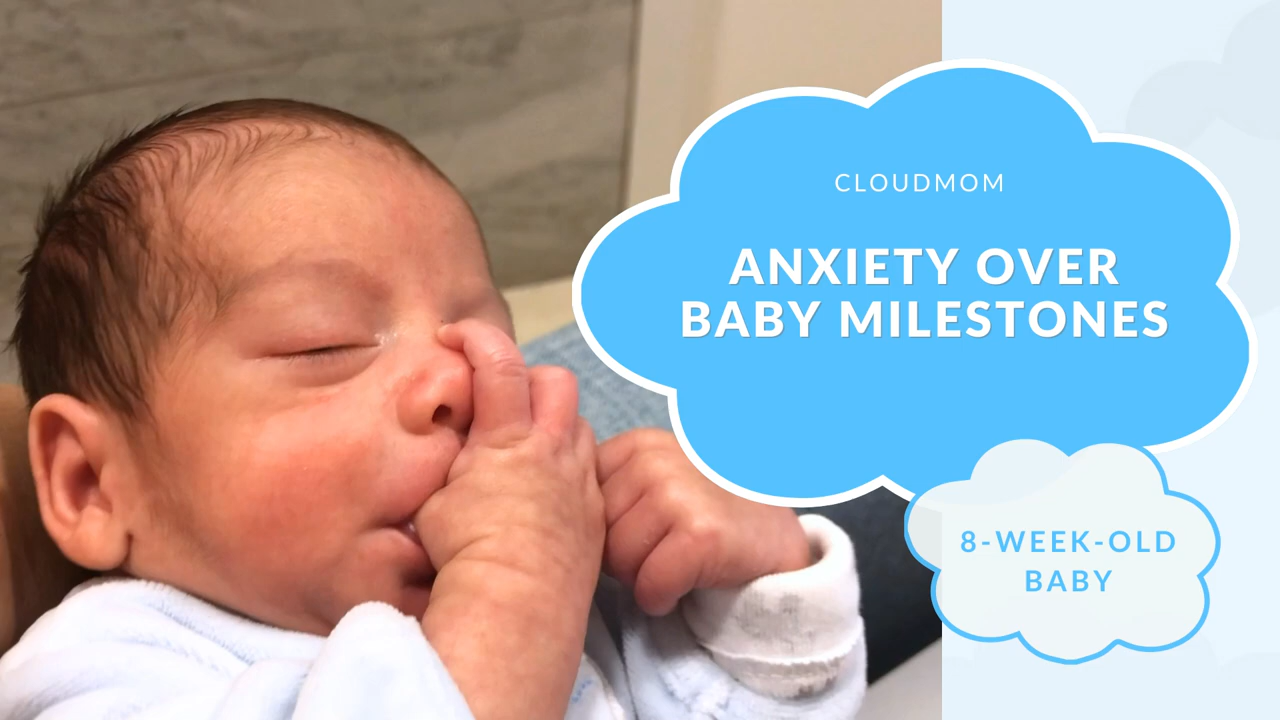 CLOUDMOM
ANXIETY OVER
BABY MILESTONES
8-WEEK-OLD
BABY